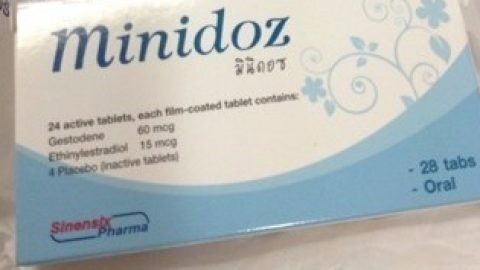 minidoz
มินิดอซ
24 active tablets, each film-coated tablet contains:
Gestodene 60 mcg
Ethinylestradiol 15 mcg
4 Placebo (inactive tablets)
- 28 tabs
- Oral
Sinensix
Pharma